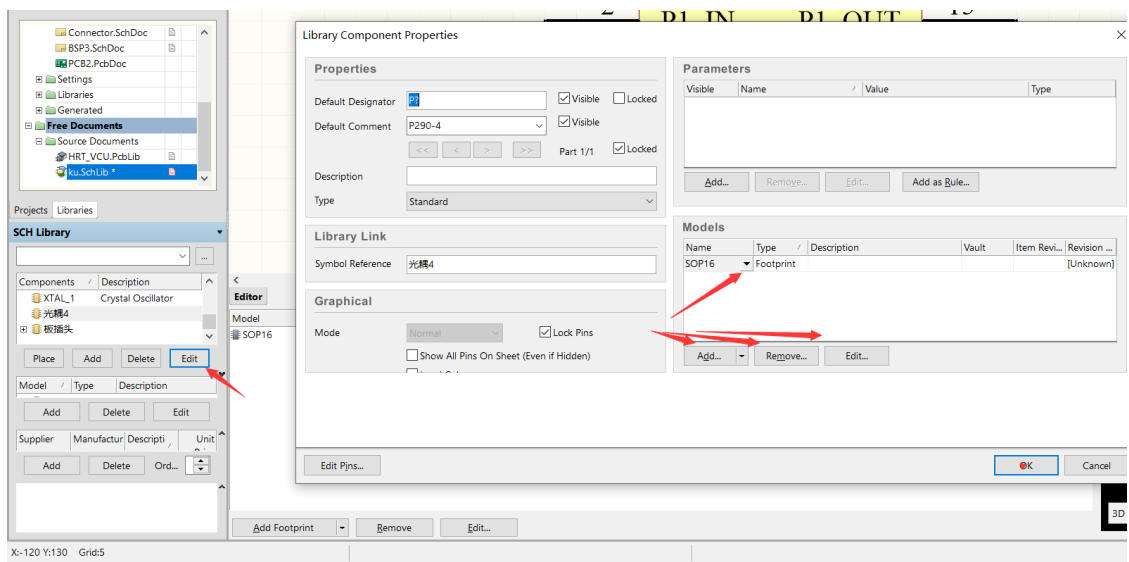 2
R1 IN
R1 OUT
15
Connector.SchDoc
BSP3.SchDoc
PCB2.PcbDoc
Settings
Libraries
Generated
Free Documents
Source Documents
HRT_VCU.PcbLib
ku.SchLib *
Projects Libraries
SCH Library
...
Components / Description
XTAL_1 Crystal Oscillator
光耦4
板插头
Place Add Delete Edit
Model / Type Description
Add Delete Edit
Supplier Manufactur Descripti / Unit
Add Delete Ord...
X:-120 Y:130 Grid:5
Editor
Model
SOP16
Add Footprint Remove Edit...
3D
Library Component Properties
Properties
Default Designator P? Visible Locked
Default Comment P290-4 Visible
<< < > >> Part 1/1 Locked
Description
Type Standard
Library Link
Symbol Reference 光耦4
Graphical
Mode Normal Lock Pins
Show All Pins On Sheet (Even if Hidden)
Parameters
Visible Name / Value Type
Add... Remove... Edit... Add as Rule...
Models
Name Type / Description Vault Item Revi... Revision ...
SOP16 Footprint [Unknown]
Add... Remove... Edit...
Edit Pins... OK Cancel